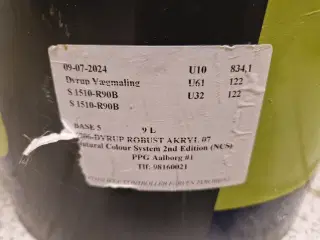 09-07-2024 U10 834,1
Dyrup Vægmaling U61 122
S 1510-R90B U32 122
S 1510-R90B
BASE 5 9 L
DYRUP ROBUST AKRYL 07
Natural Colour System 2nd Edition (NCS)
PPG Aalborg #1
Tlf: 98160021